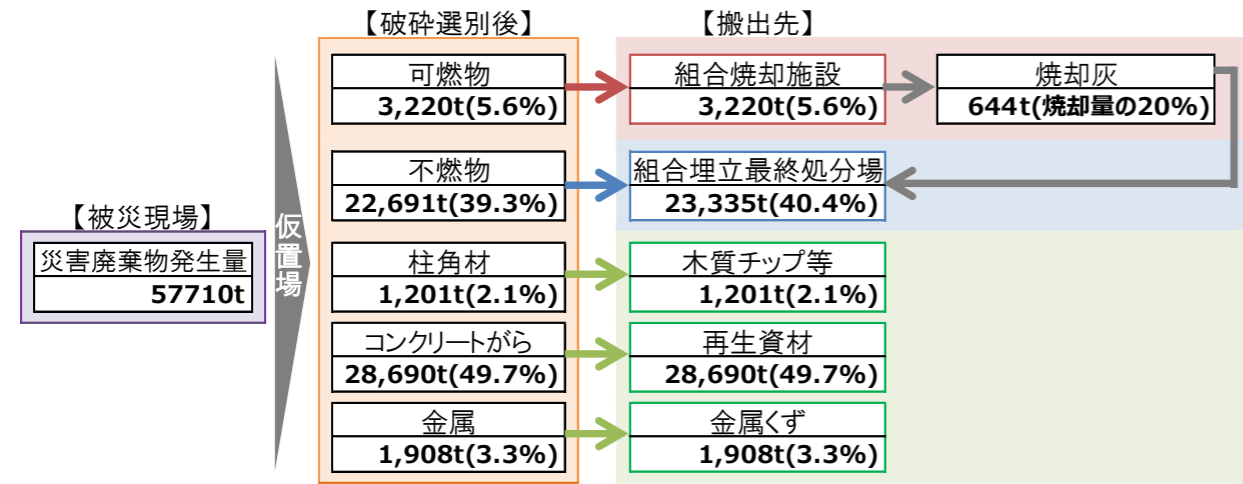 【破砕選別後】
【搬出先】
可燃物
3,220t(5.6%)
組合焼却施設
3,220t(5.6%)
焼却灰
644t(焼却量の20%)
不燃物
22,691t(39.3%)
組合埋立最終処分場
23,335t(40.4%)
【被災現場】
災害廃棄物発生量
57710t
仮置場
柱角材
1,201t(2.1%)
木質チップ等
1,201t(2.1%)
コンクリートがら
28,690t(49.7%)
再生資材
28,690t(49.7%)
金属
1,908t(3.3%)
金属くず
1,908t(3.3%)